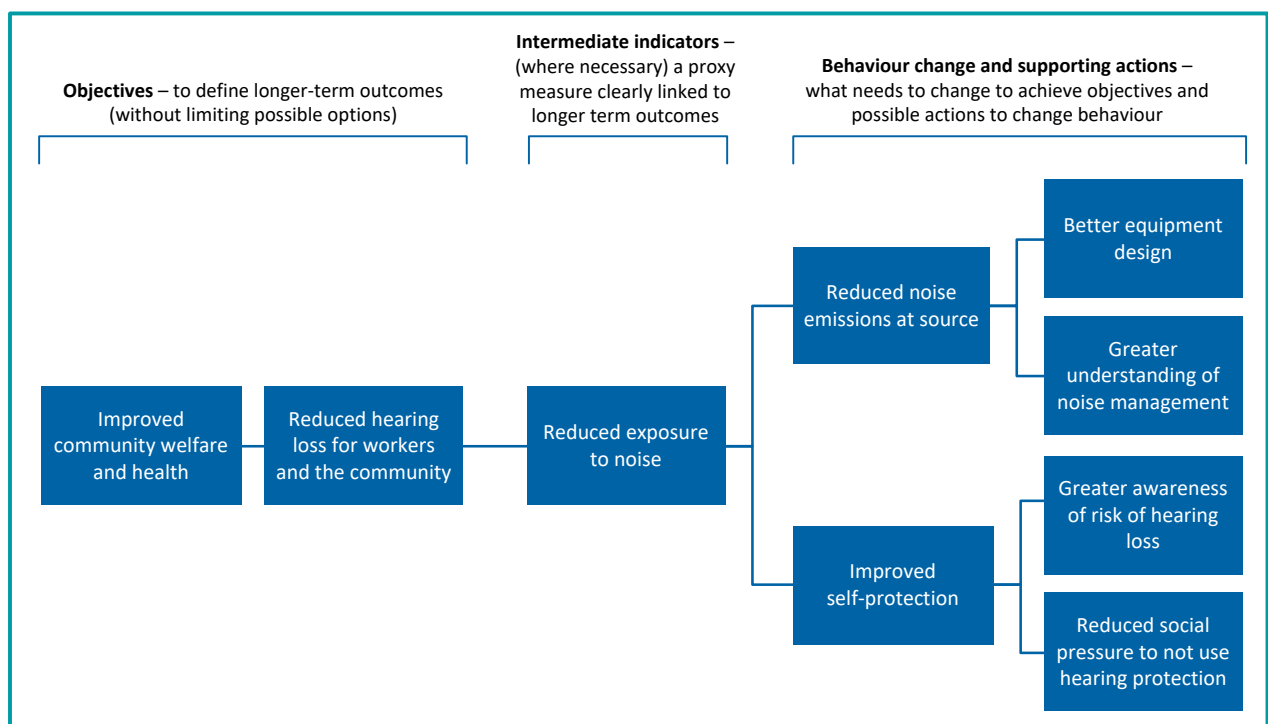 Objectives – to define longer-term outcomes
(without limiting possible options)
Intermediate indicators –
(where necessary) a proxy
measure clearly linked to
longer term outcomes
Behaviour change and supporting actions –
what needs to change to achieve objectives and
possible actions to change behaviour
Improved
community welfare
and health
Reduced hearing
loss for workers
and the community
Reduced exposure
to noise
Reduced noise
emissions at source
Better equipment
design
Greater
understanding of
noise management
Improved
self-protection
Greater awareness
of risk of hearing
loss
Reduced social
pressure to not use
hearing protection